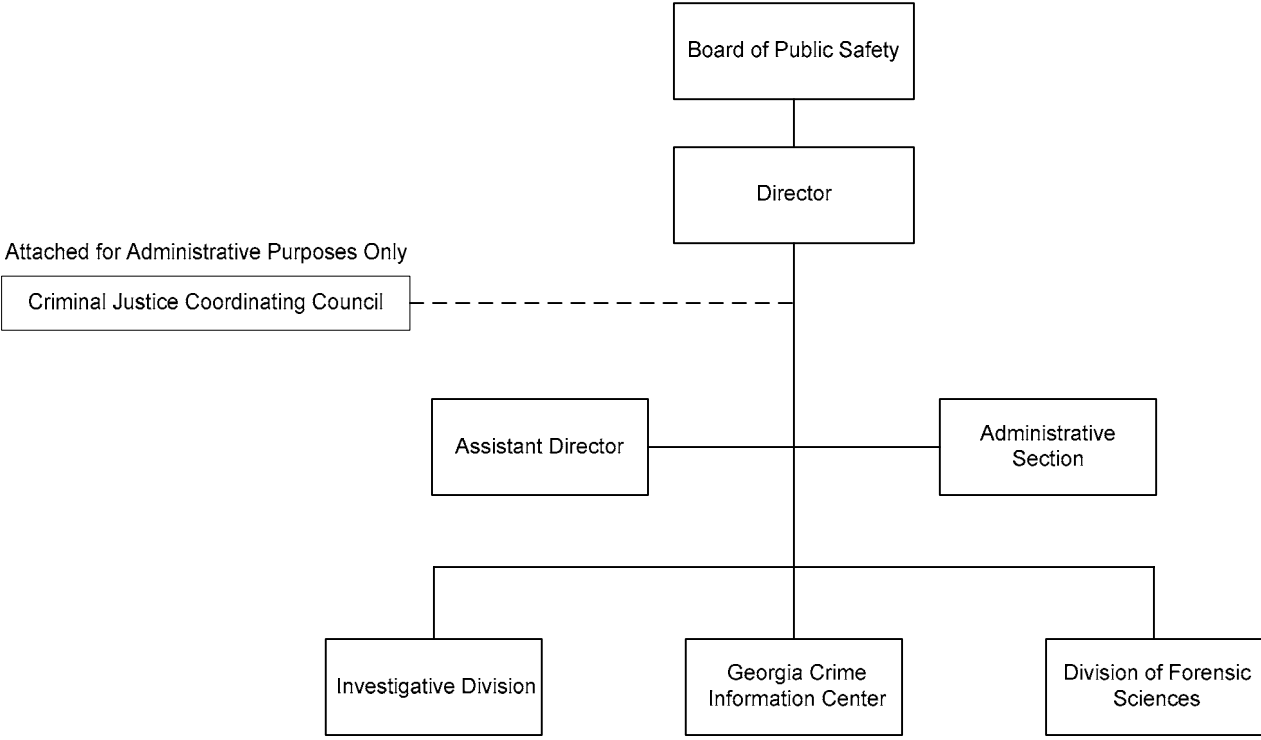 Board of Public Safety
Director
Attached for Administrative Purposes Only
Criminal Justice Coordinating Council
Assistant Director
Administrative
Section
Investigative Division
Georgia Crime
Information Center
Division of Forensic
Sciences